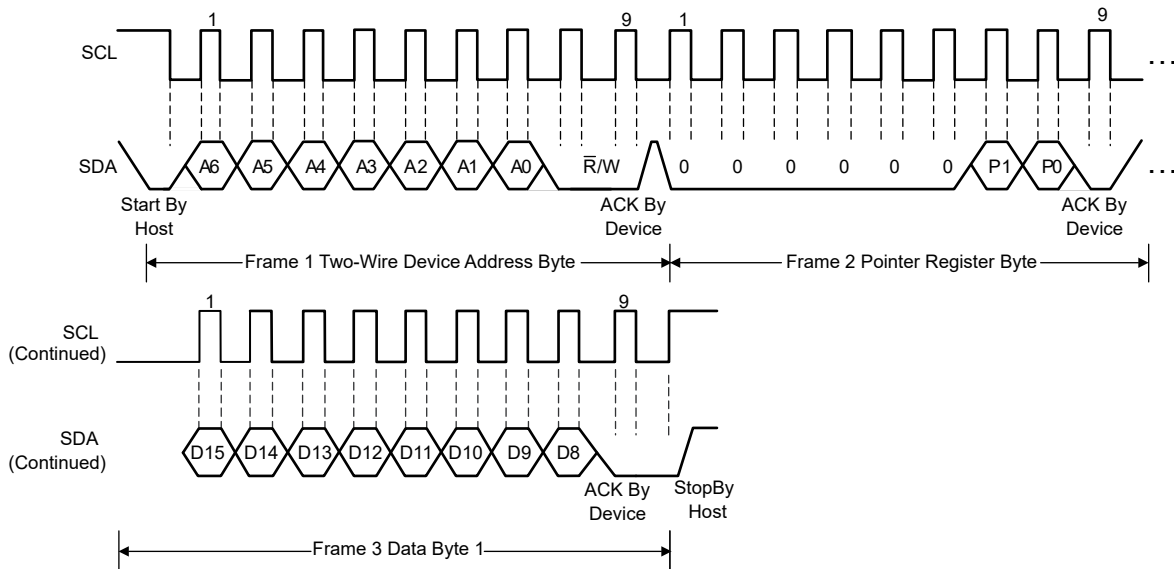 1 9 1 9
SCL ...
SDA A6 A5 A4 A3 A2 A1 A0 R̅/W 0 0 0 0 0 0 P1 P0 ...
Start By
Host
ACK By
Device
ACK By
Device
Frame 1 Two-Wire Device Address Byte
Frame 2 Pointer Register Byte
1 9
SCL
(Continued)
SDA
(Continued)
D15 D14 D13 D12 D11 D10 D9 D8
ACK By
Device
StopBy
Host
Frame 3 Data Byte 1